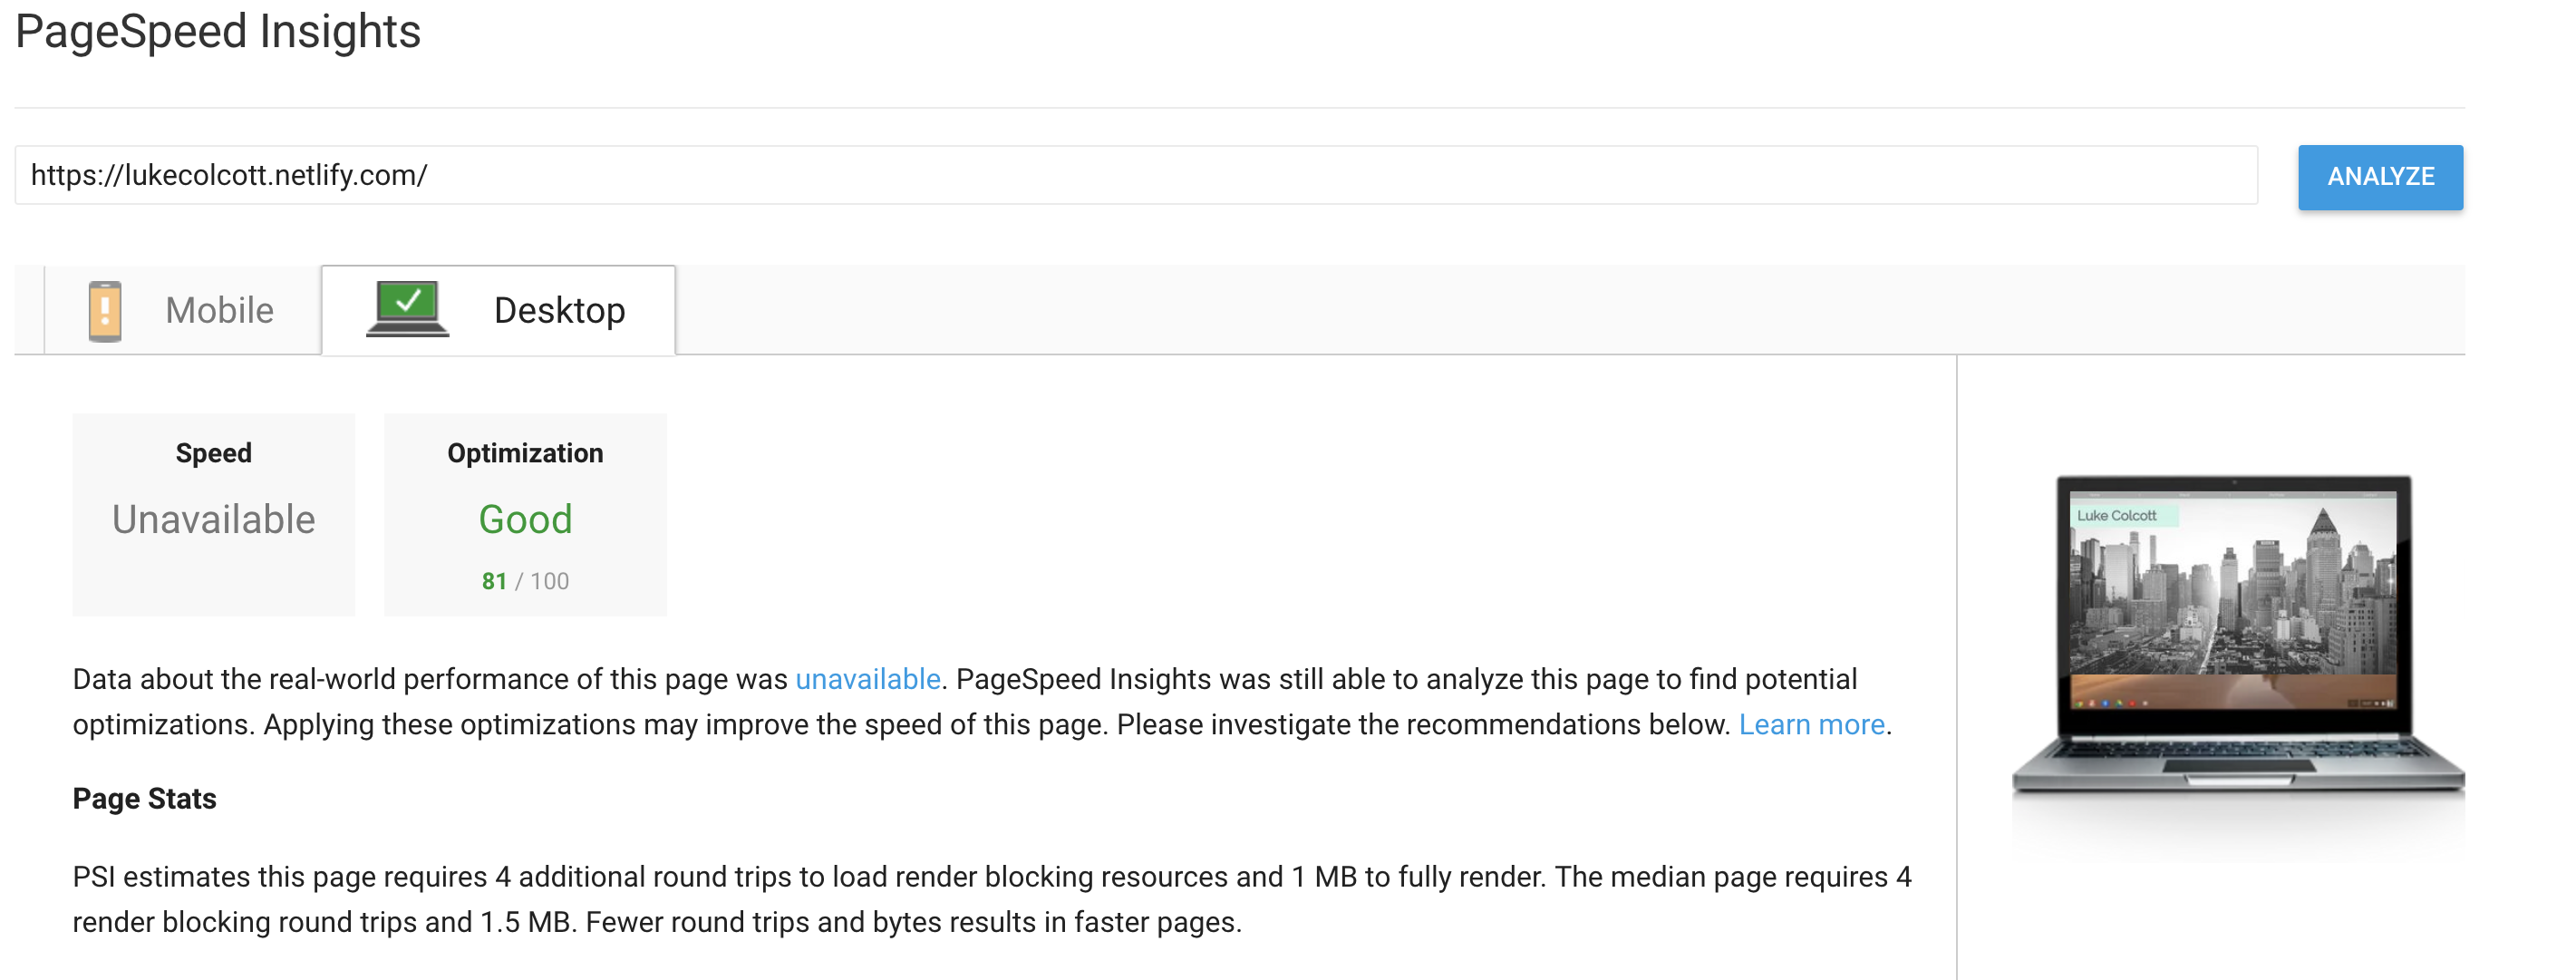 PageSpeed Insights
https://lukecolcott.netlify.com/
ANALYZE
Mobile
Desktop
Speed
Unavailable
Optimization
Good
81 / 100
Data about the real-world performance of this page was unavailable. PageSpeed Insights was still able to analyze this page to find potential
optimizations. Applying these optimizations may improve the speed of this page. Please investigate the recommendations below. Learn more.
Page Stats
PSI estimates this page requires 4 additional round trips to load render blocking resources and 1 MB to fully render. The median page requires 4
render blocking round trips and 1.5 MB. Fewer round trips and bytes results in faster pages.
Luke Colcott